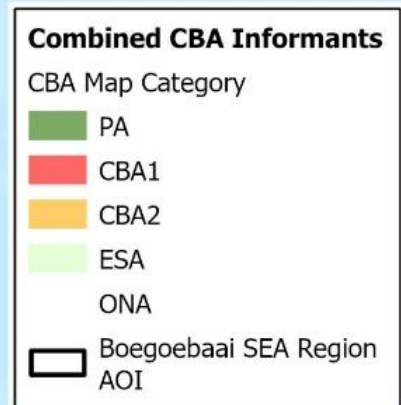 Combined CBA Informants
CBA Map Category
PA
CBA1
CBA2
ESA
ONA
Boegoebaai SEA Region
AOI